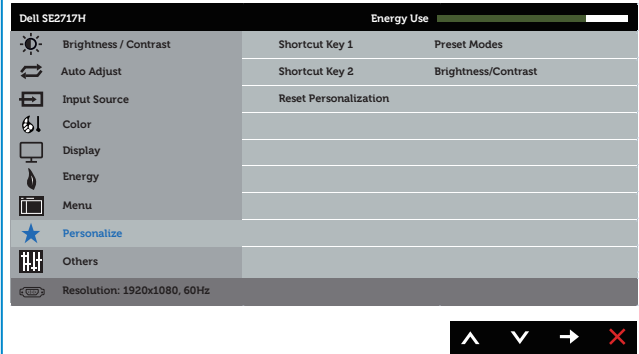 Dell SE2717H Energy Use
Brightness / Contrast Shortcut Key 1 Preset Modes
Auto Adjust Shortcut Key 2 Brightness/Contrast
Input Source Reset Personalization
Color
Display
Energy
Menu
Personalize
Others
Resolution: 1920x1080, 60Hz